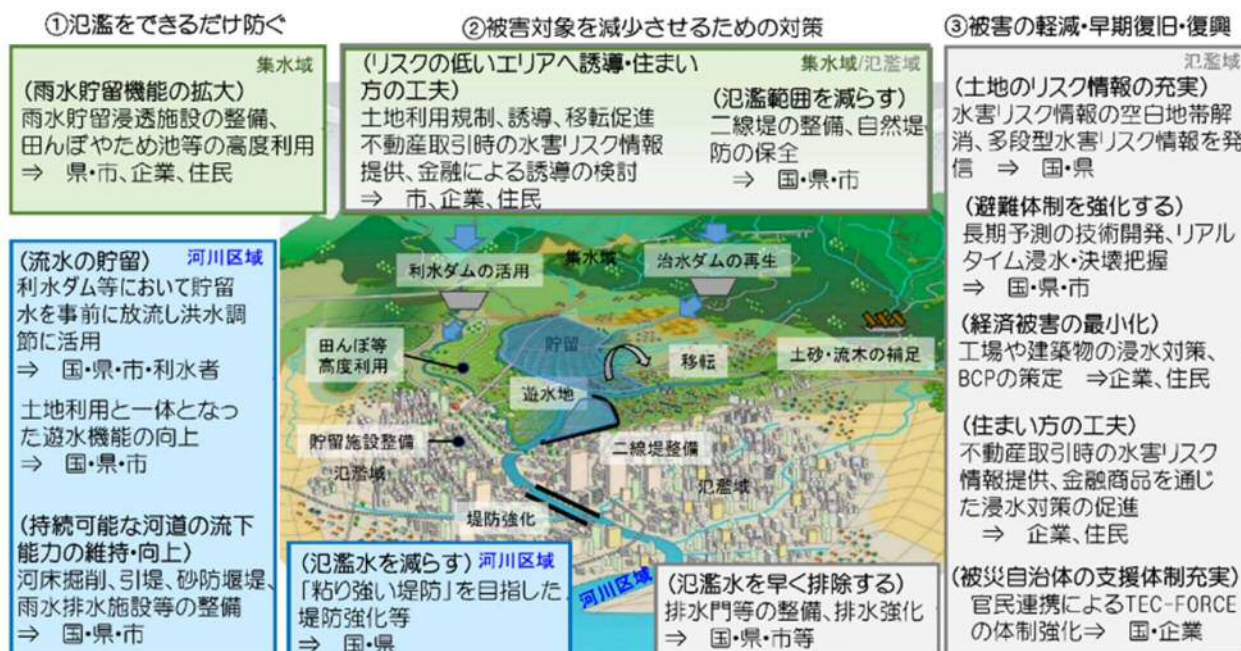 ①氾濫をできるだけ防ぐ
集水域
(雨水貯留機能の拡大)
雨水貯留浸透施設の整備、
田んぼやため池等の高度利用
⇒ 県・市、企業、住民
河川区域
(流水の貯留)
利水ダム等において貯留
水を事前に放流し洪水調
節に活用
⇒ 国・県・市・利水者
土地利用と一体となっ
た遊水機能の向上
⇒ 国・県・市
(持続可能な河道の流下
能力の維持・向上)
河床掘削、引堤、砂防堰堤、
雨水排水施設等の整備
⇒ 国・県・市
(氾濫水を減らす) 河川区域
「粘り強い堤防」を目指した
堤防強化等
⇒ 国・県
②被害対象を減少させるための対策
集水域/氾濫域
(リスクの低いエリアへ誘導・住まい
方の工夫)
土地利用規制、誘導、移転促進
不動産取引時の水害リスク情報
提供、金融による誘導の検討
⇒ 市、企業、住民
(氾濫範囲を減らす)
二線堤の整備、自然堤
防の保全
⇒ 国・県・市
利水ダムの活用
集水域
治水ダムの再生
田んぼ等
高度利用
貯留
移転
土砂・流木の補足
遊水地
貯留施設整備
二線堤整備
氾濫域
氾濫域
堤防強化
河川区域
③被害の軽減・早期復旧・復興
氾濫域
(土地のリスク情報の充実)
水害リスク情報の空白地帯解
消、多段型水害リスク情報を発
信 ⇒ 国・県
(避難体制を強化する)
長期予測の技術開発、リアル
タイム浸水・決壊把握
⇒ 国・県・市
(経済被害の最小化)
工場や建築物の浸水対策、
BCPの策定 ⇒企業、住民
(住まい方の工夫)
不動産取引時の水害リスク
情報提供、金融商品を通じ
た浸水対策の促進
⇒ 企業、住民
(被災自治体の支援体制充実)
官民連携によるTEC-FORCE
の体制強化⇒ 国・企業
(氾濫水を早く排除する)
排水門等の整備、排水強化
⇒ 国・県・市等